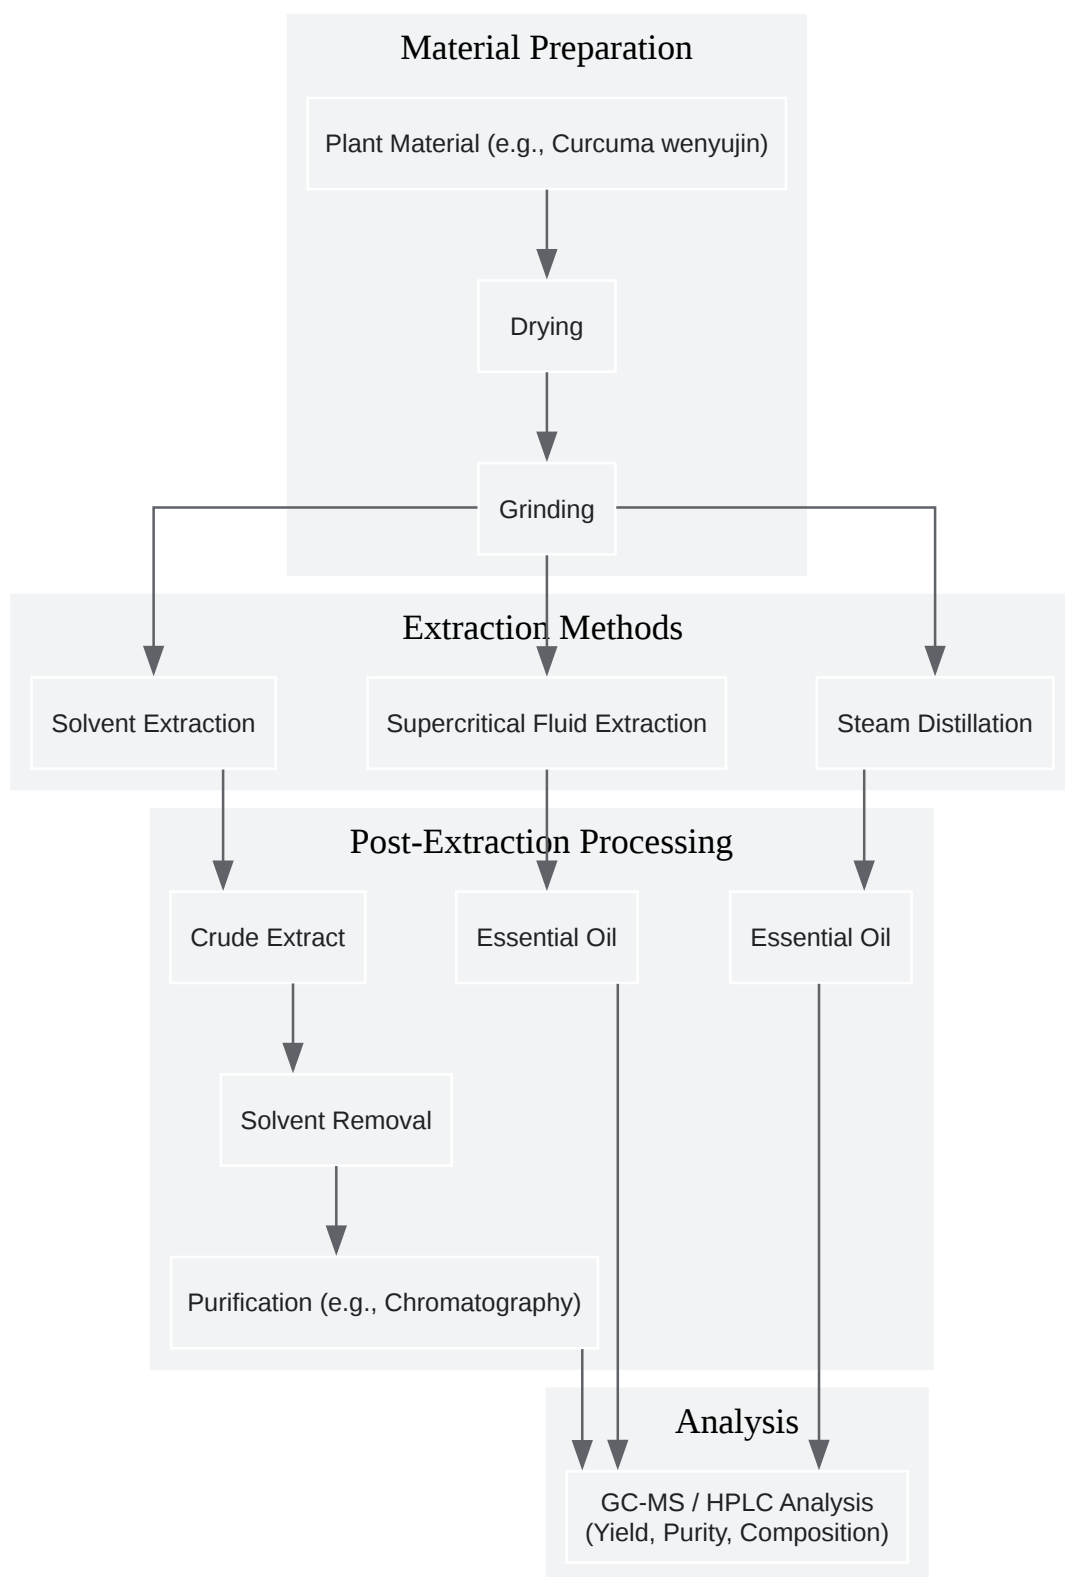 Material Preparation
Plant Material (e.g., Curcuma wenyujin)
Drying
Grinding
Extraction Methods
Solvent Extraction
Supercritical Fluid Extraction
Steam Distillation
Post-Extraction Processing
Crude Extract
Essential Oil
Essential Oil
Solvent Removal
Purification (e.g., Chromatography)
Analysis
GC-MS / HPLC Analysis
(Yield, Purity, Composition)